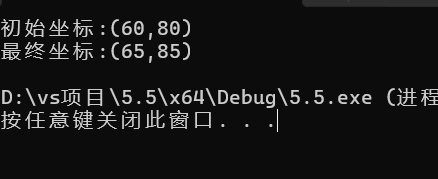 初始坐标:(60,80)
最终坐标:(65,85)
D:\vs项目\5.5\x64\Debug\5.5.exe (进程
按任意键关闭此窗口. . .